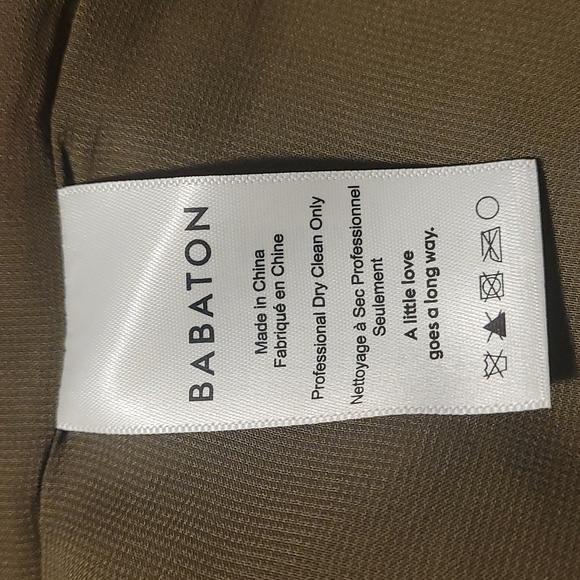 BABATON
Made in China
Fabriqué en Chine
Professional Dry Clean Only
Nettoyage à Sec Professionnel
Seulement
A little love
goes a long way.